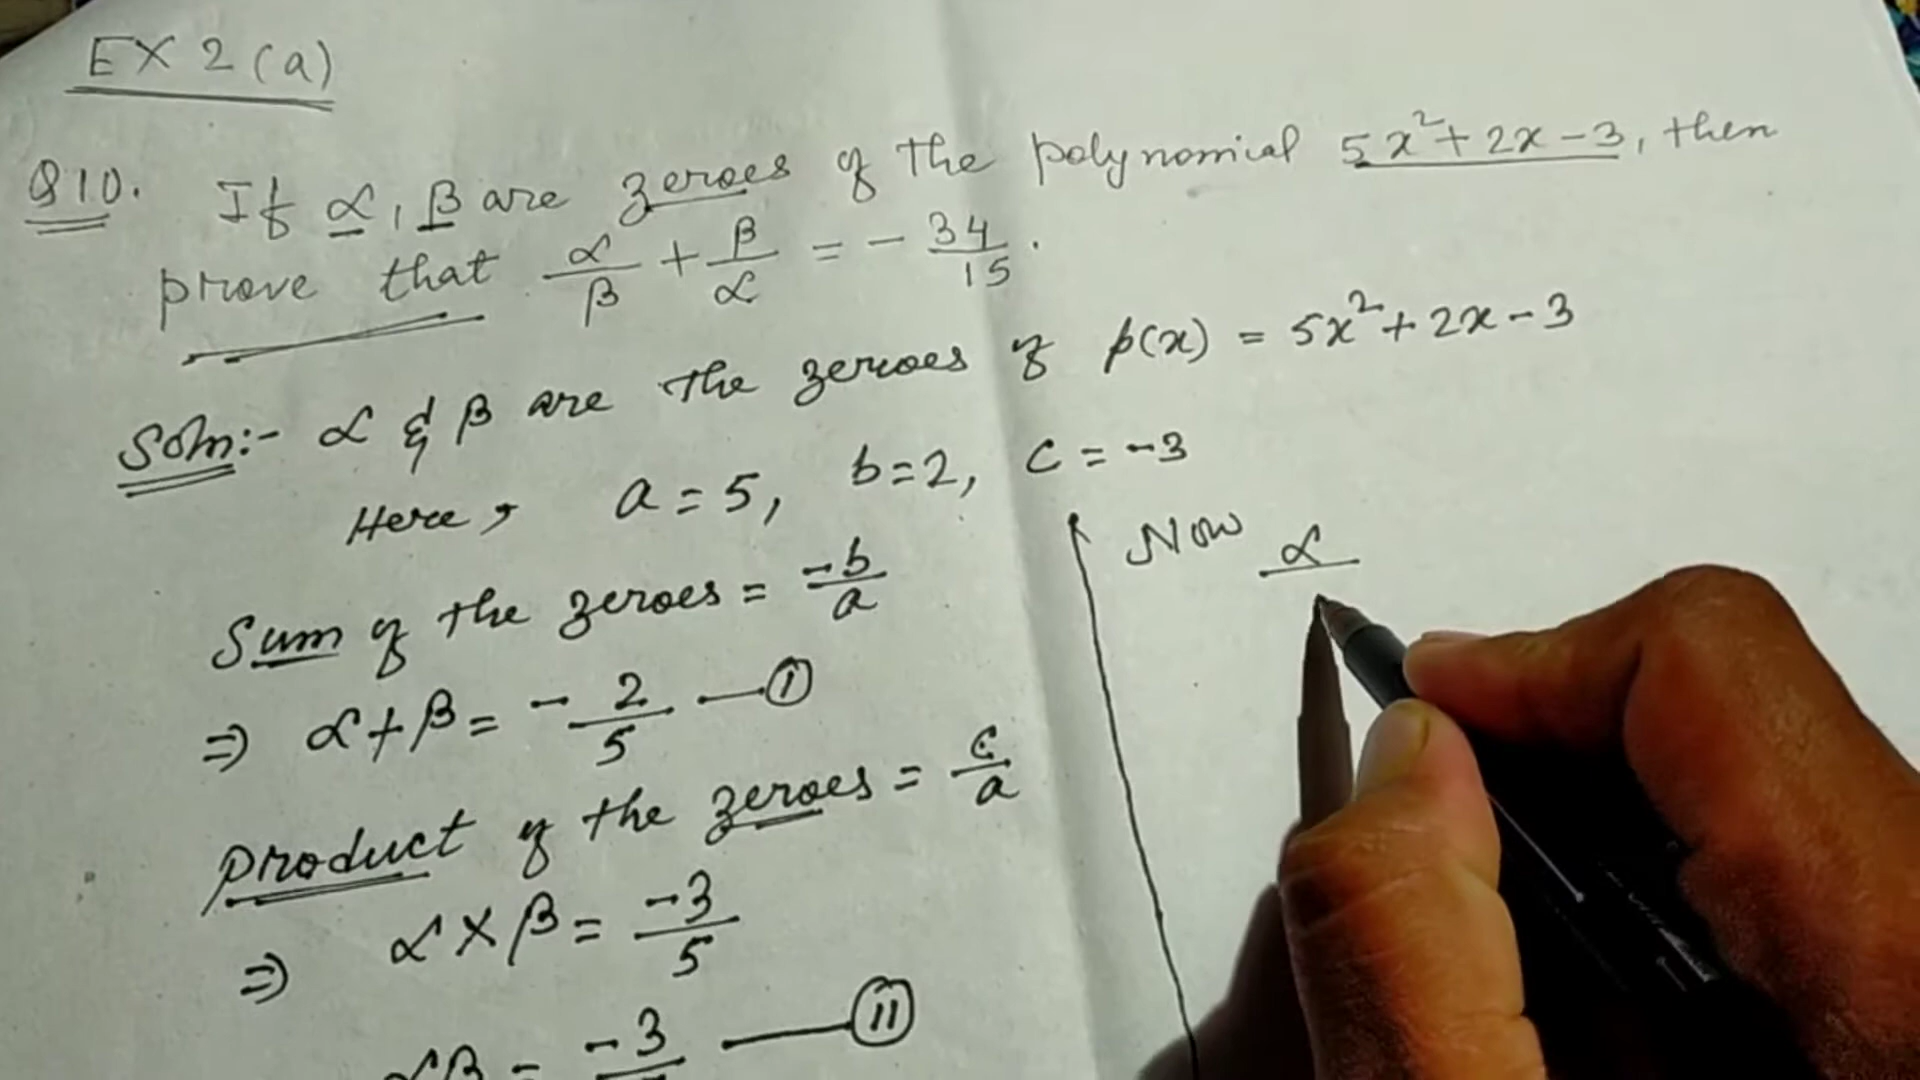 EX 2 (a)
Q10. If α, β are zeroes of the polynomial 5x²+2x-3, then
prove that α/β + β/α = - 34/15.
Soln:- α & β are the zeroes of p(x) = 5x²+2x-3
Here, a = 5, b=2, c = -3
Sum of the zeroes = -b/a
⇒ α+β = - 2/5 —(I)
Product of the zeroes = c/a
⇒ α×β = -3/5
αβ = -3 —(II)
Now α